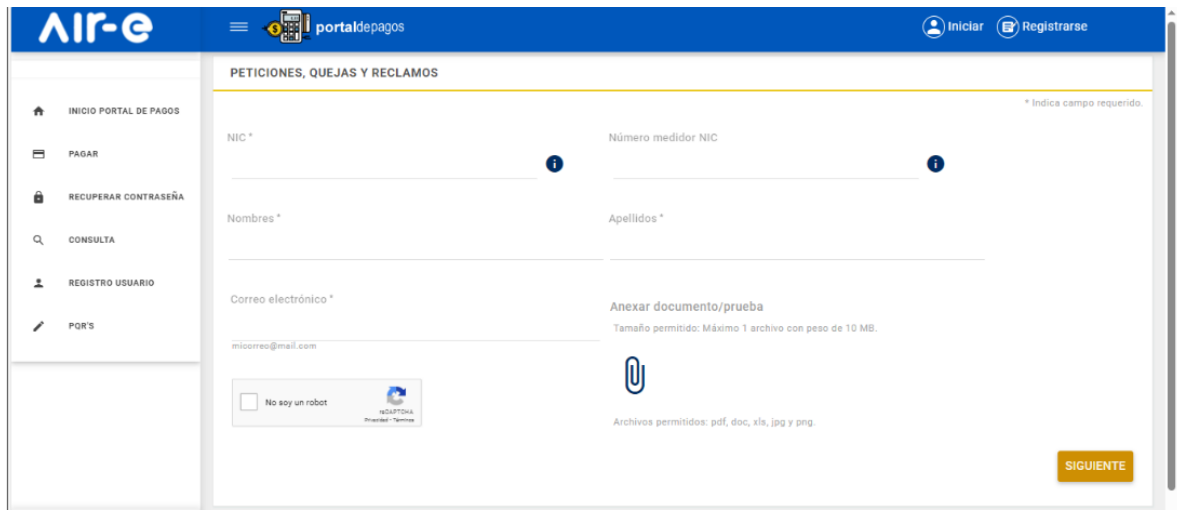 AIr-e
portaldepagos
Iniciar
Registrarse
PETICIONES, QUEJAS Y RECLAMOS
* Indica campo requerido.
INICIO PORTAL DE PAGOS
PAGAR
RECUPERAR CONTRASEÑA
CONSULTA
REGISTRO USUARIO
PQR'S
NIC *
Número medidor NIC
Nombres *
Apellidos *
Correo electrónico *
micorreo@mail.com
Anexar documento/prueba
Tamaño permitido: Máximo 1 archivo con peso de 10 MB.
No soy un robot
reCAPTCHA
Privacidad - Términos
Archivos permitidos: pdf, doc, xls, jpg y png.
SIGUIENTE